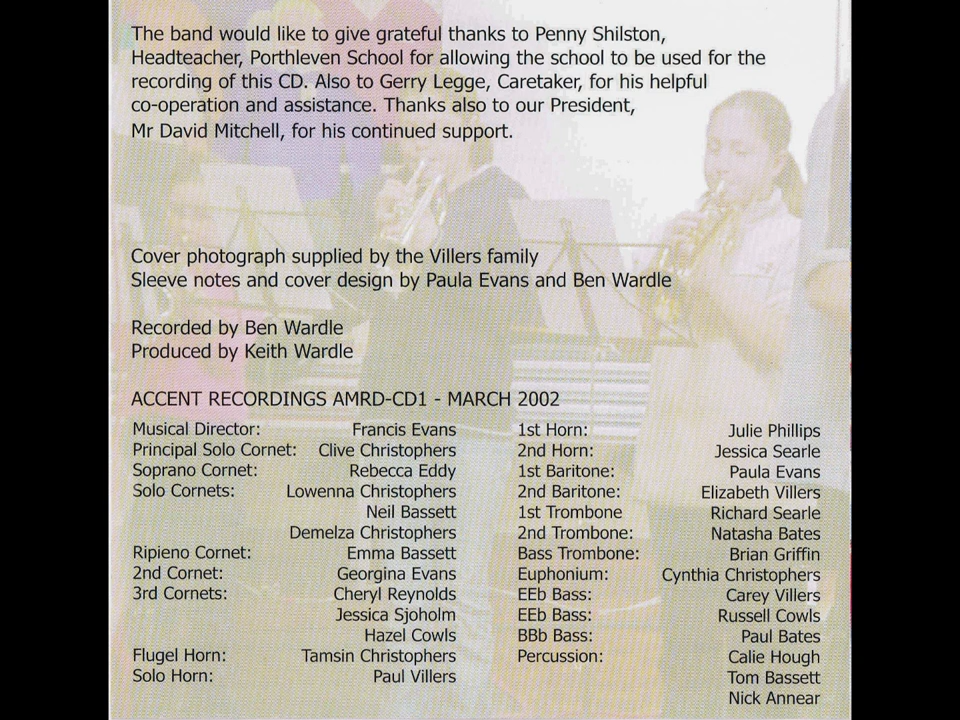 The band would like to give grateful thanks to Penny Shilston,
Headteacher, Porthleven School for allowing the school to be used for the
recording of this CD. Also to Gerry Legge, Caretaker, for his helpful
co-operation and assistance. Thanks also to our President,
Mr David Mitchell, for his continued support.
Cover photograph supplied by the Villers family
Sleeve notes and cover design by Paula Evans and Ben Wardle
Recorded by Ben Wardle
Produced by Keith Wardle
ACCENT RECORDINGS AMRD-CD1 - MARCH 2002
Musical Director: Francis Evans
Principal Solo Cornet: Clive Christophers
Soprano Cornet: Rebecca Eddy
Solo Cornets: Lowenna Christophers
Neil Bassett
Demelza Christophers
Ripieno Cornet: Emma Bassett
2nd Cornet: Georgina Evans
3rd Cornets: Cheryl Reynolds
Jessica Sjoholm
Hazel Cowls
Flugel Horn: Tamsin Christophers
Solo Horn: Paul Villers
1st Horn: Julie Phillips
2nd Horn: Jessica Searle
1st Baritone: Paula Evans
2nd Baritone: Elizabeth Villers
1st Trombone Richard Searle
2nd Trombone: Natasha Bates
Bass Trombone: Brian Griffin
Euphonium: Cynthia Christophers
EEb Bass: Carey Villers
EEb Bass: Russell Cowls
BBb Bass: Paul Bates
Percussion: Calie Hough
Tom Bassett
Nick Annear